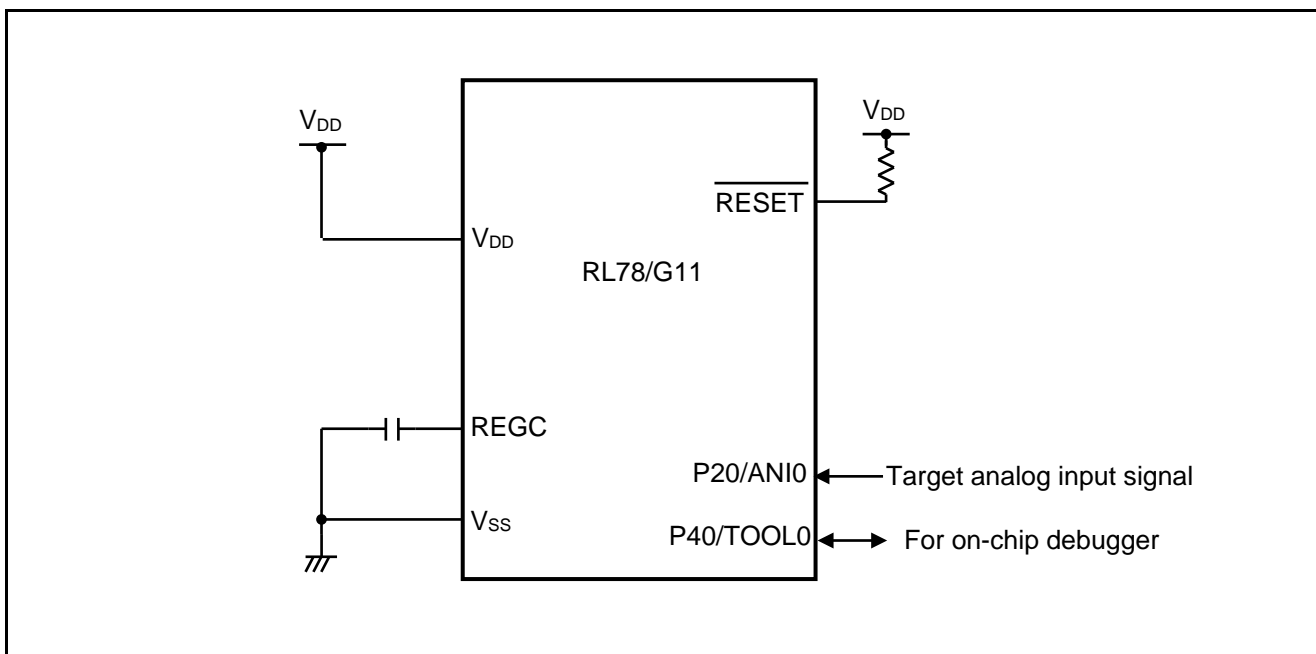 VDD
VDD
RESET
VDD
RL78/G11
REGC
P20/ANI0
Target analog input signal
VSS
P40/TOOL0
For on-chip debugger